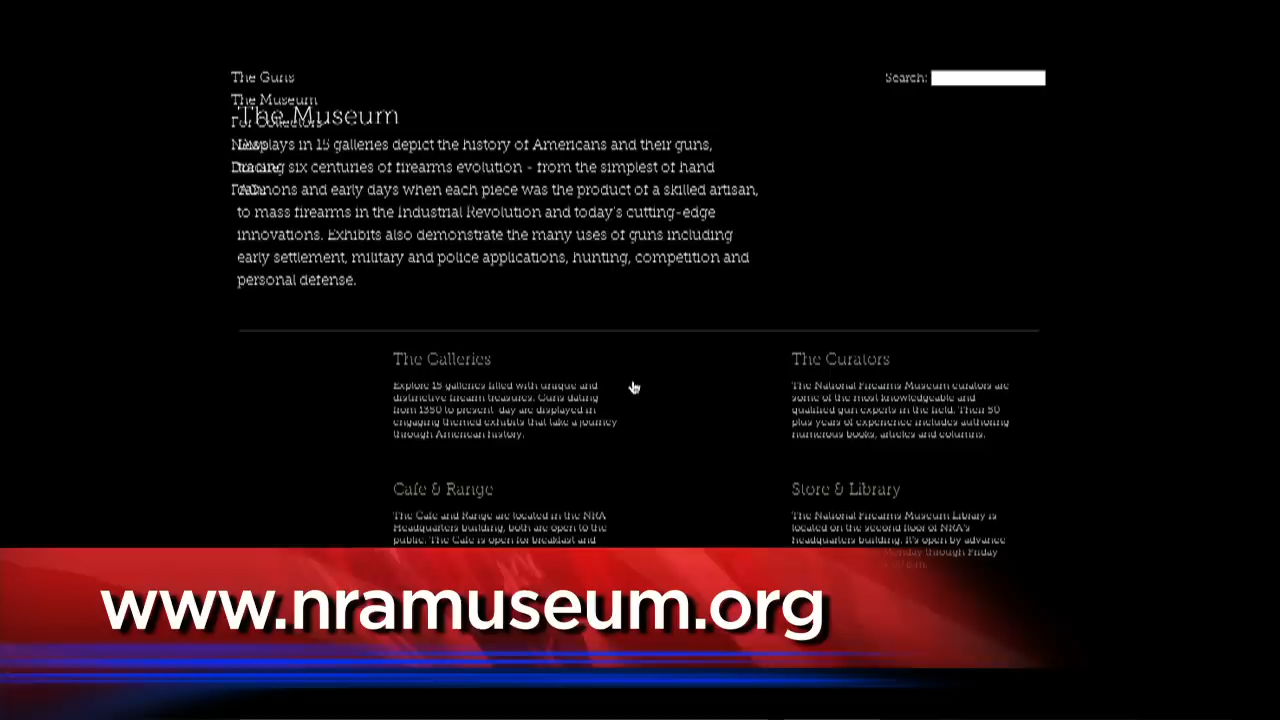 The Guns
Search:
The Museum
The Museum
For Collectors
Displays in 15 galleries depict the history of Americans and their guns,
tracing six centuries of firearms evolution - from the simplest of hand
cannons and early days when each piece was the product of a skilled artisan,
to mass firearms in the Industrial Revolution and today's cutting-edge
innovations. Exhibits also demonstrate the many uses of guns including
early settlement, military and police applications, hunting, competition and
personal defense.
The Galleries
Explore 15 galleries filled with unique and
distinctive firearm treasures. Guns dating
from 1350 to present day are displayed in
engaging themed exhibits that take a journey
through American history.
The Curators
The National Firearms Museum curators are
some of the most knowledgeable and
qualified gun experts in the field. Their 50
plus years of experience includes authoring
numerous books, articles and columns.
Cafe & Range
The Cafe and Range are located in the NRA
Headquarters building, both are open to the
public. The Cafe is open for breakfast and
Store & Library
The National Firearms Museum Library is
located on the second floor of NRA's
headquarters building. It's open by advance
Monday through Friday
www.nramuseum.org